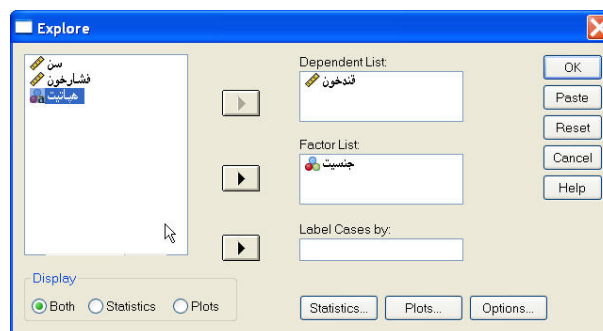 Explore
سن
فشارخون
هپاتیت
Dependent List:
قندخون
Factor List:
جنسیت
Label Cases by:
OK
Paste
Reset
Cancel
Help
Display
Both
Statistics
Plots
Statistics...
Plots...
Options...